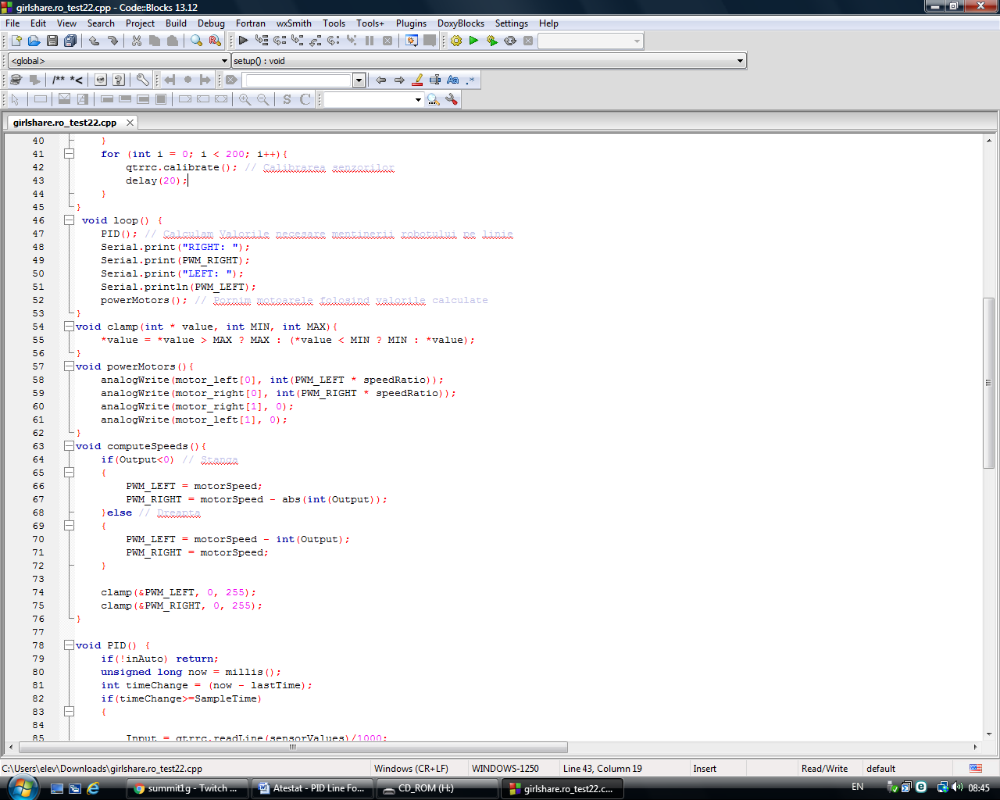 girlshare.ro_test22.cpp - Code::Blocks 13.12
File Edit View Search Project Build Debug Fortran wxSmith Tools Tools+ Plugins DoxyBlocks Settings Help
<global> setup() : void
/** *<
S C
Aa .*
girlshare.ro_test22.cpp
40 }
41 for (int i = 0; i < 200; i++){
42 qtrrc.calibrate(); // Calibrarea senzorilor
43 delay(20);
44 }
45 }
46 void loop() {
47 PID(); // Calculam Valorile necesare mentinerii robotului pe linie
48 Serial.print("RIGHT: ");
49 Serial.print(PWM_RIGHT);
50 Serial.print("LEFT: ");
51 Serial.println(PWM_LEFT);
52 powerMotors(); // Pornim motoarele folosind valorile calculate
53 }
54 void clamp(int * value, int MIN, int MAX){
55 *value = *value > MAX ? MAX : (*value < MIN ? MIN : *value);
56 }
57 void powerMotors(){
58 analogWrite(motor_left[0], int(PWM_LEFT * speedRatio));
59 analogWrite(motor_right[0], int(PWM_RIGHT * speedRatio));
60 analogWrite(motor_right[1], 0);
61 analogWrite(motor_left[1], 0);
62 }
63 void computeSpeeds(){
64 if(Output<0) // Stanga
65 {
66 PWM_LEFT = motorSpeed;
67 PWM_RIGHT = motorSpeed - abs(int(Output));
68 }else // Dreapta
69 {
70 PWM_LEFT = motorSpeed - int(Output);
71 PWM_RIGHT = motorSpeed;
72 }
73
74 clamp(&PWM_LEFT, 0, 255);
75 clamp(&PWM_RIGHT, 0, 255);
76 }
77
78 void PID() {
79 if(!inAuto) return;
80 unsigned long now = millis();
81 int timeChange = (now - lastTime);
82 if(timeChange>=SampleTime)
83 {
84
85 Input = qtrrc.readLine(sensorValues)/1000;
C:\Users\elev\Downloads\girlshare.ro_test22.cpp Windows (CR+LF) WINDOWS-1250 Line 43, Column 19 Insert Read/Write default
summit1g - Twitch ... Atestat - PID Line Fo... CD_ROM (H:) girlshare.ro_test22.c... EN 08:45